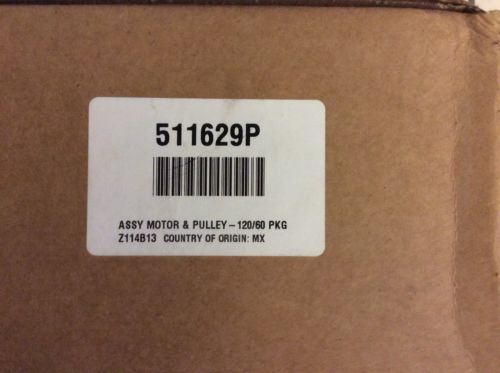 511629P
ASSY MOTOR & PULLEY – 120/60 PKG
Z114B13 COUNTRY OF ORIGIN: MX